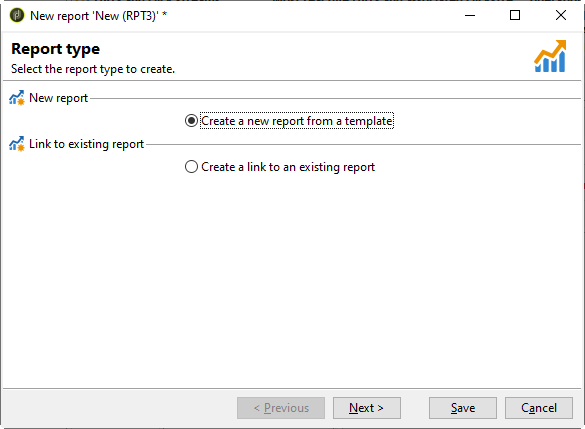 New report 'New (RPT3)' *
Report type
Select the report type to create.
New report
Create a new report from a template
Link to existing report
Create a link to an existing report
< Previous
Next >
Save
Cancel